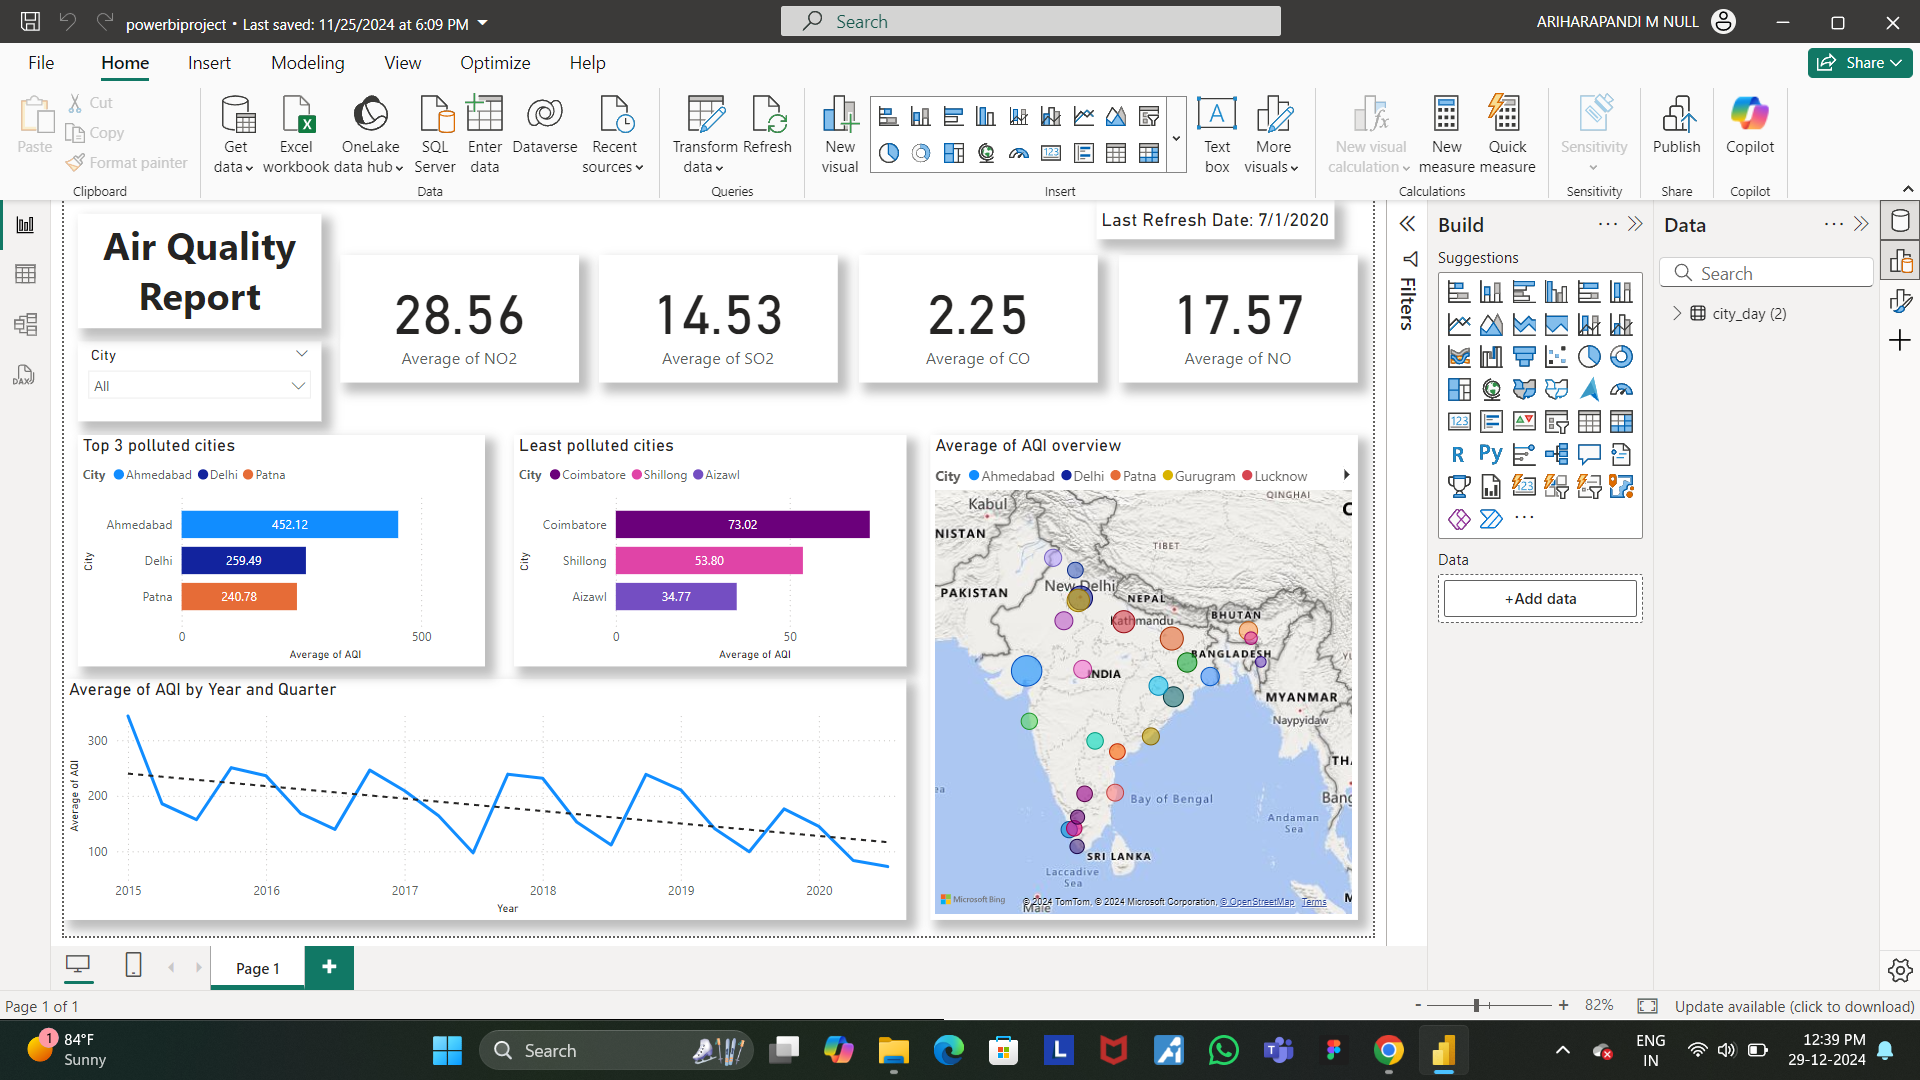 powerbiproject • Last saved: 11/25/2024 at 6:09 PM
Search
ARIHARAPANDI M NULL
File Home Insert Modeling View Optimize Help
Share
Paste
Cut
Copy
Format painter
Clipboard
Get data
Excel workbook
OneLake data hub
SQL Server
Enter data
Dataverse
Recent sources
Data
Transform data
Refresh
Queries
New visual
Text box
More visuals
Insert
New visual calculation
New measure
Quick measure
Calculations
Sensitivity
Sensitivity
Publish
Share
Copilot
Copilot
Air Quality
Report
Last Refresh Date: 7/1/2020
City
All
28.56
Average of NO2
14.53
Average of SO2
2.25
Average of CO
17.57
Average of NO
Top 3 polluted cities
City Ahmedabad Delhi Patna
City
Ahmedabad 452.12
Delhi 259.49
Patna 240.78
0 500
Average of AQI
Least polluted cities
City Coimbatore Shillong Aizawl
City
Coimbatore 73.02
Shillong 53.80
Aizawl 34.77
0 50
Average of AQI
Average of AQI overview
City Ahmedabad Delhi Patna Gurugram Lucknow
QINGHAI
Kabul
C
NISTAN
TIBET
New Delhi
PAKISTAN
NEPAL
BHUTAN
Kathmandu
BANGLADESH
YU
INDIA
MYANMAR
Naypyidaw
THA
ea
Bay of Bengal
Bang
Andaman
Sea
SRI LANKA
Laccadive
Sea
Male
M
Microsoft Bing
© 2024 TomTom, © 2024 Microsoft Corporation, © OpenStreetMap Terms
Average of AQI by Year and Quarter
Average of AQI
300
200
100
2015 2016 2017 2018 2019 2020
Year
Filters
Build
Suggestions
R Py
123
123
Data
+Add data
Data
Search
city_day (2)
DAX
Page 1
Page 1 of 1
- + 82%
Update available (click to download)
1
84°F
Sunny
Search
L
ENG
IN
12:39 PM
29-12-2024